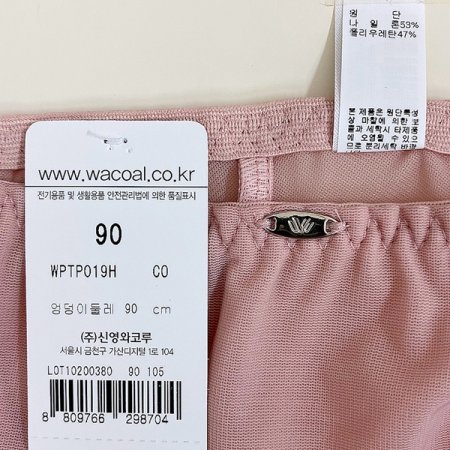 원 단
나 일 론53%
폴리우레탄47%
본 제품은 원단특성
상 마찰에 의한 보
풀과 세탁시 타제품
에 오염될 수 있
므로 분리세탁 바랍
www.wacoal.co.kr
전기용품 및 생활용품 안전관리법에 의한 품질표시
90
WPTP019H CO
엉덩이둘레 90 cm
(주)신영와코루
서울시 금천구 가산디지털 1로 104
LOT10200380 90 105
8 809766 298704